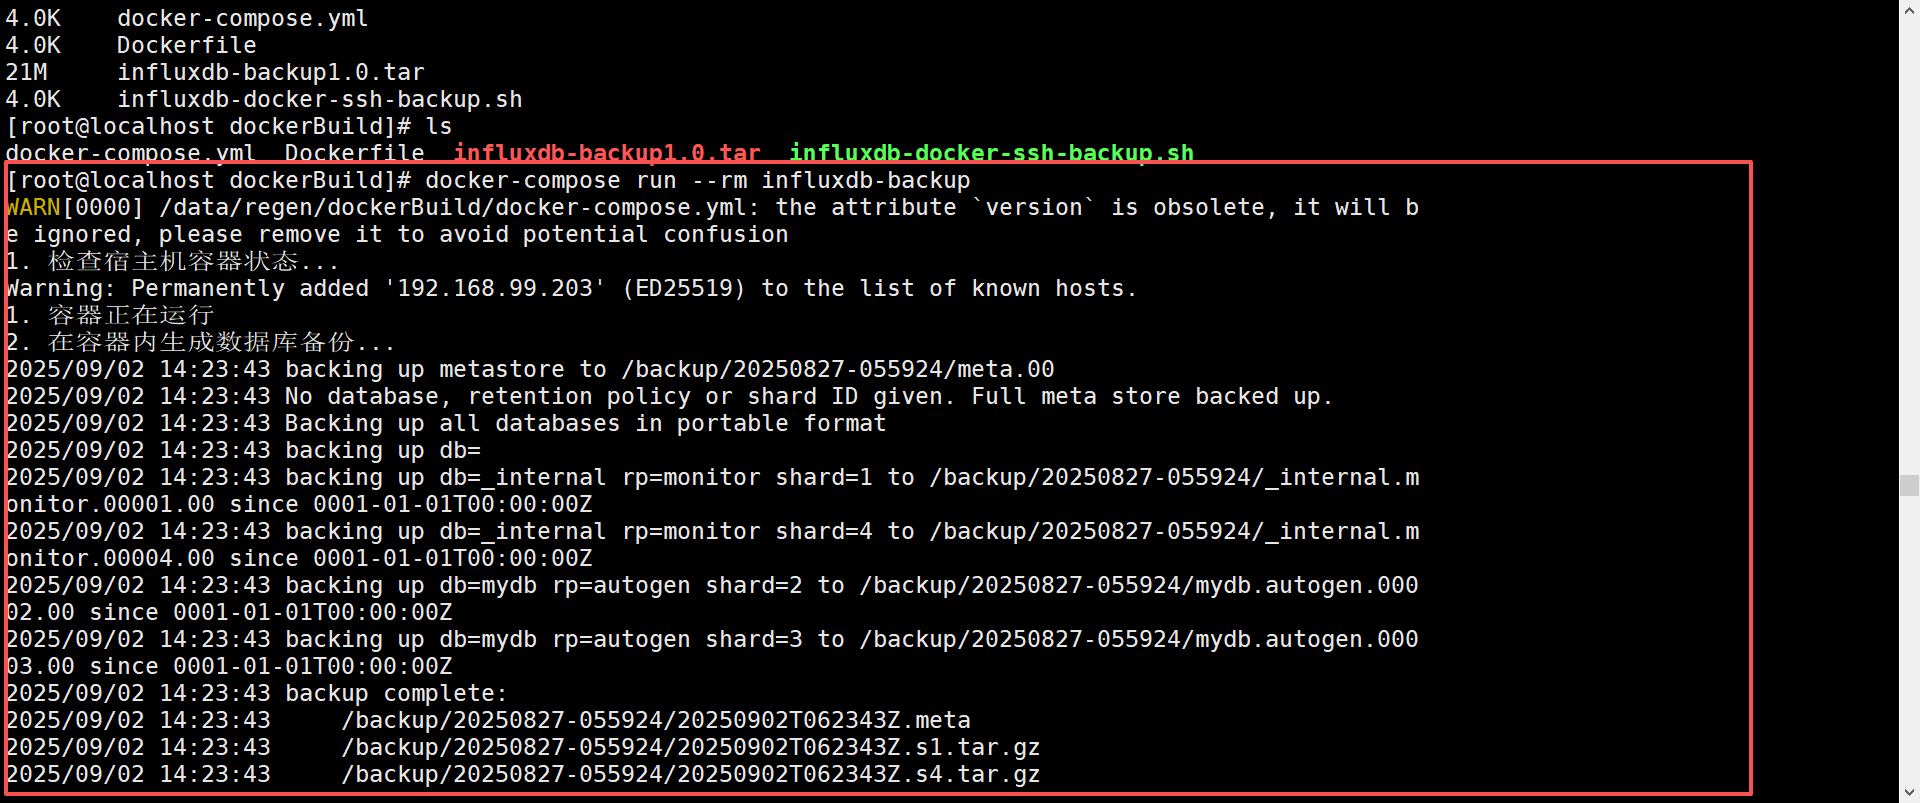 4.0K    docker-compose.yml
4.0K    Dockerfile
21M     influxdb-backup1.0.tar
4.0K    influxdb-docker-ssh-backup.sh
[root@localhost dockerBuild]# ls
docker-compose.yml  Dockerfile  influxdb-backup1.0.tar  influxdb-docker-ssh-backup.sh
[root@localhost dockerBuild]# docker-compose run --rm influxdb-backup
WARN[0000] /data/regen/dockerBuild/docker-compose.yml: the attribute `version` is obsolete, it will b
e ignored, please remove it to avoid potential confusion
1. 检查宿主机容器状态...
Warning: Permanently added '192.168.99.203' (ED25519) to the list of known hosts.
1. 容器正在运行
2. 在容器内生成数据库备份...
2025/09/02 14:23:43 backing up metastore to /backup/20250827-055924/meta.00
2025/09/02 14:23:43 No database, retention policy or shard ID given. Full meta store backed up.
2025/09/02 14:23:43 Backing up all databases in portable format
2025/09/02 14:23:43 backing up db=
2025/09/02 14:23:43 backing up db=_internal rp=monitor shard=1 to /backup/20250827-055924/_internal.m
onitor.00001.00 since 0001-01-01T00:00:00Z
2025/09/02 14:23:43 backing up db=_internal rp=monitor shard=4 to /backup/20250827-055924/_internal.m
onitor.00004.00 since 0001-01-01T00:00:00Z
2025/09/02 14:23:43 backing up db=mydb rp=autogen shard=2 to /backup/20250827-055924/mydb.autogen.000
02.00 since 0001-01-01T00:00:00Z
2025/09/02 14:23:43 backing up db=mydb rp=autogen shard=3 to /backup/20250827-055924/mydb.autogen.000
03.00 since 0001-01-01T00:00:00Z
2025/09/02 14:23:43 backup complete:
2025/09/02 14:23:43     /backup/20250827-055924/20250902T062343Z.meta
2025/09/02 14:23:43     /backup/20250827-055924/20250902T062343Z.s1.tar.gz
2025/09/02 14:23:43     /backup/20250827-055924/20250902T062343Z.s4.tar.gz